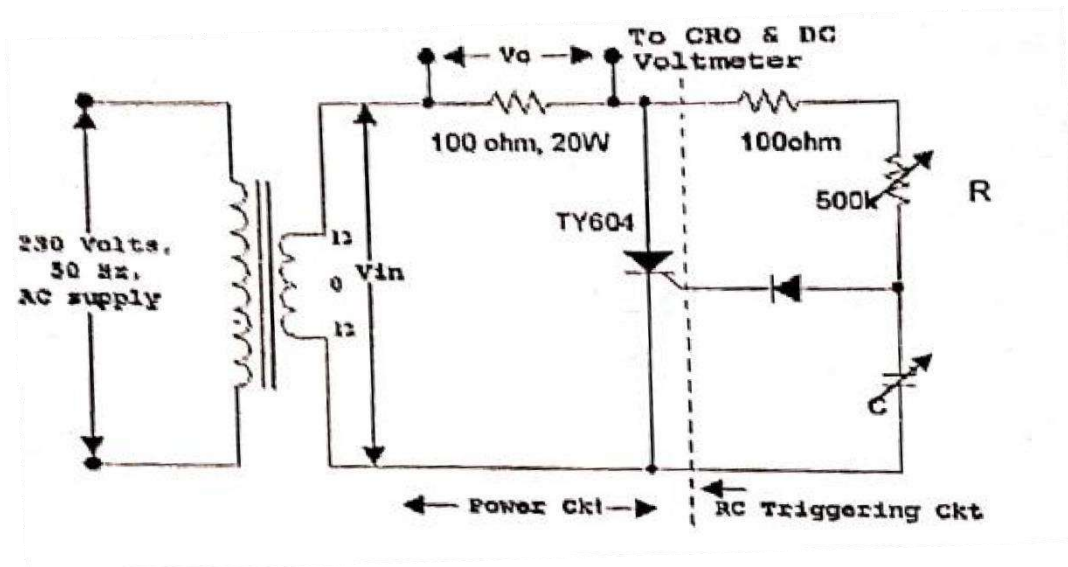 To CRO & DC
Vo
Voltmeter
100 ohm, 20W
100ohm
500k
R
TY604
230 Volts,
50 Hz,
AC supply
12
0
Vin
12
C
Power Ckt
RC Triggering Ckt